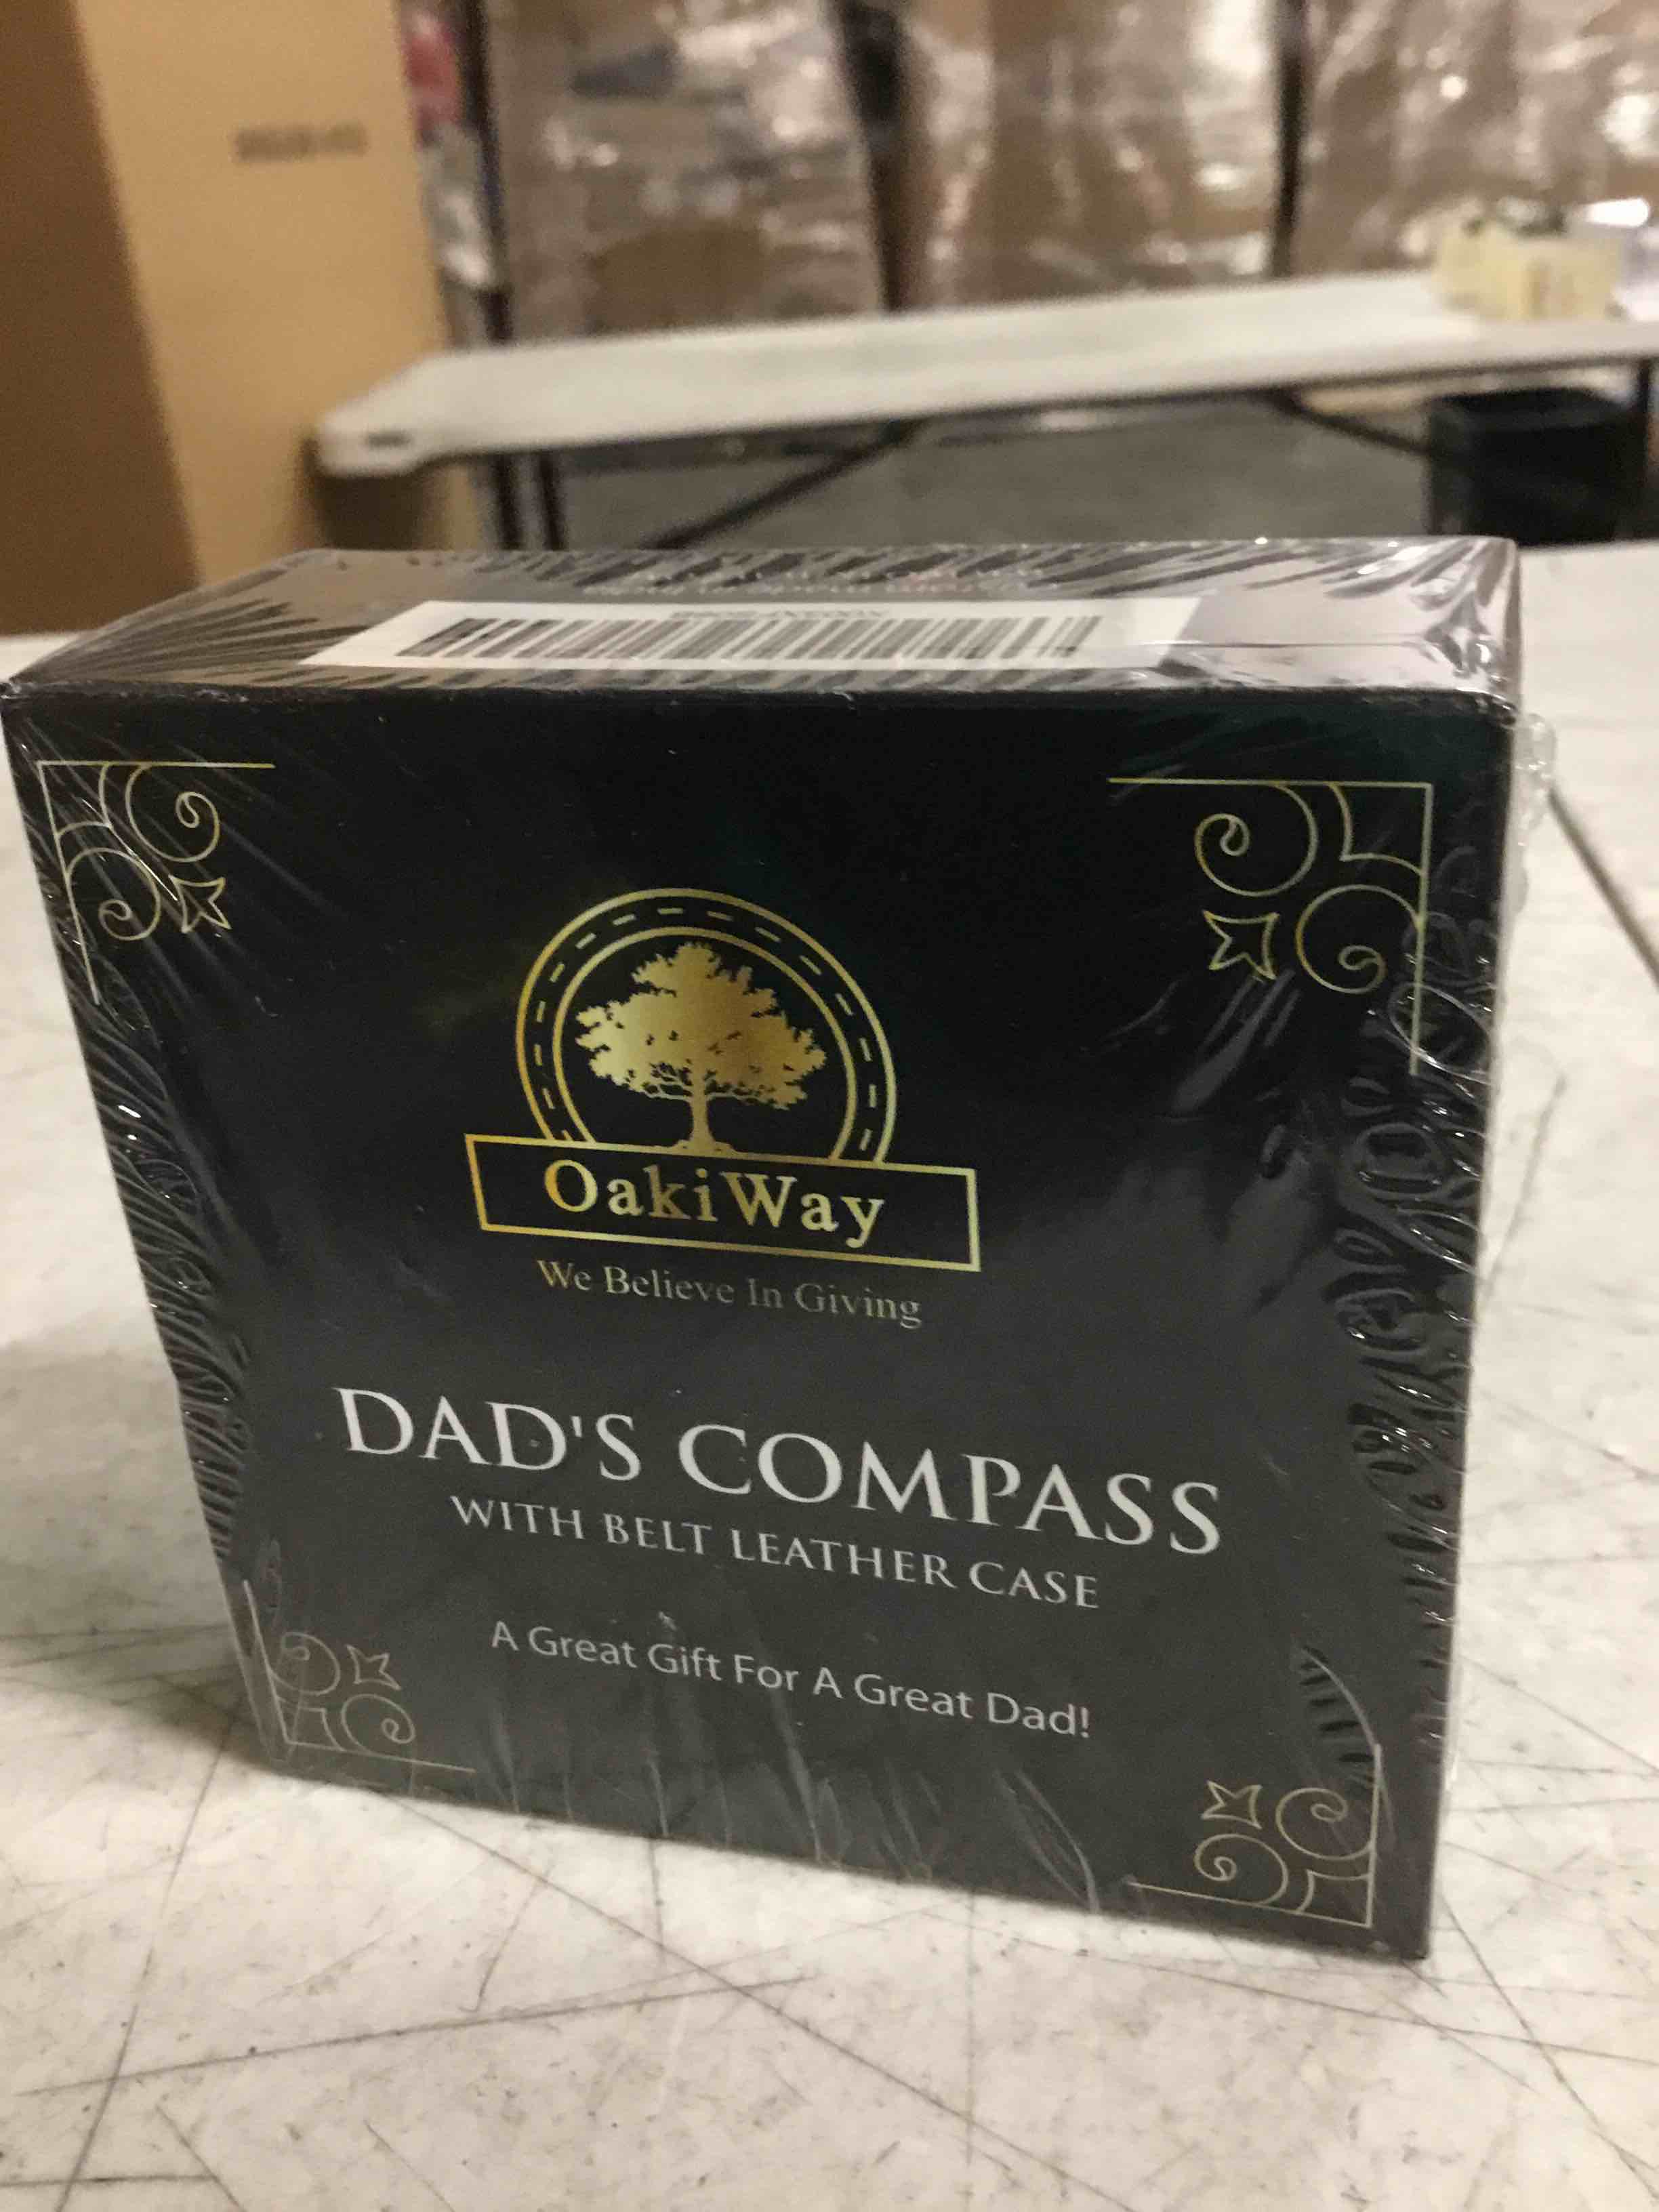 OakiWay
We Believe In Giving
DAD'S COMPASS
WITH BELT LEATHER CASE
A Great Gift For A Great Dad!